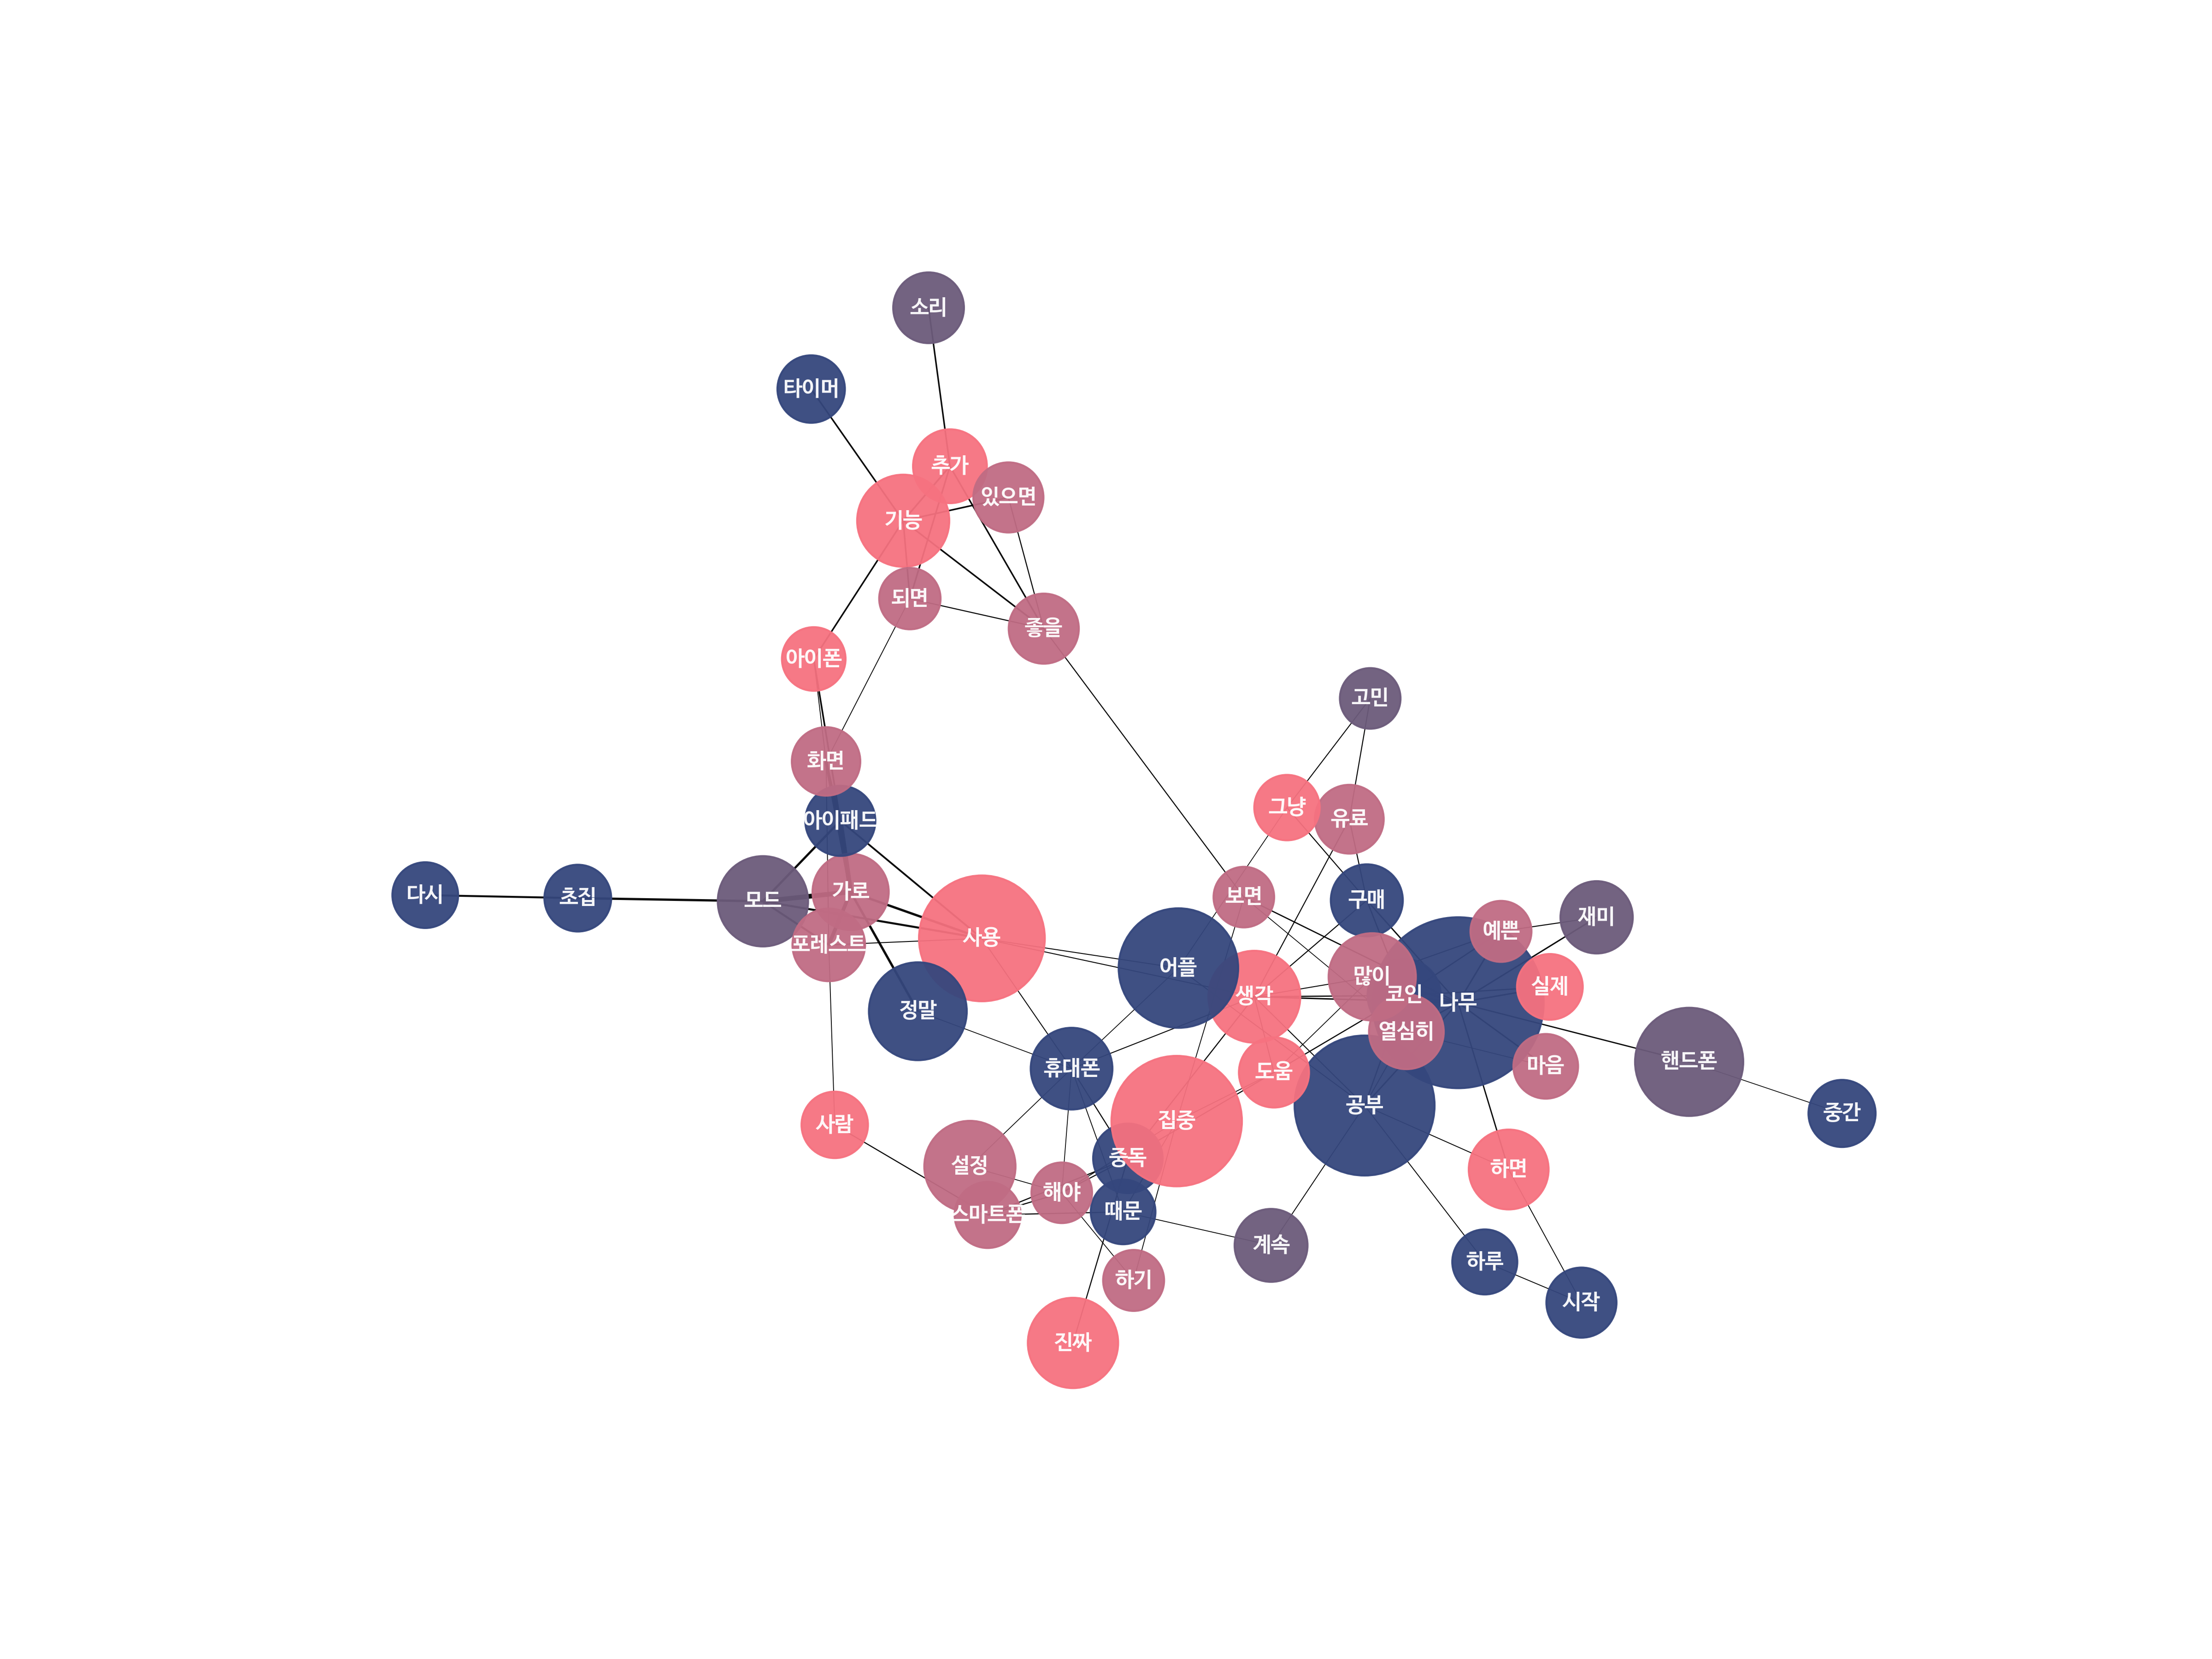 소리
타이머
추가
있으면
기능
되면
좋을
아이폰
고민
화면
그냥
유료
아이패드
가로
다시
초집
모드
보면
구매
재미
예쁜
포레스트
사용
어플
많이
실제
생각
코인
나무
정말
열심히
휴대폰
도움
마음
핸드폰
공부
중간
집중
사람
중독
설정
하면
해야
스마트폰
때문
계속
하루
하기
시작
진짜